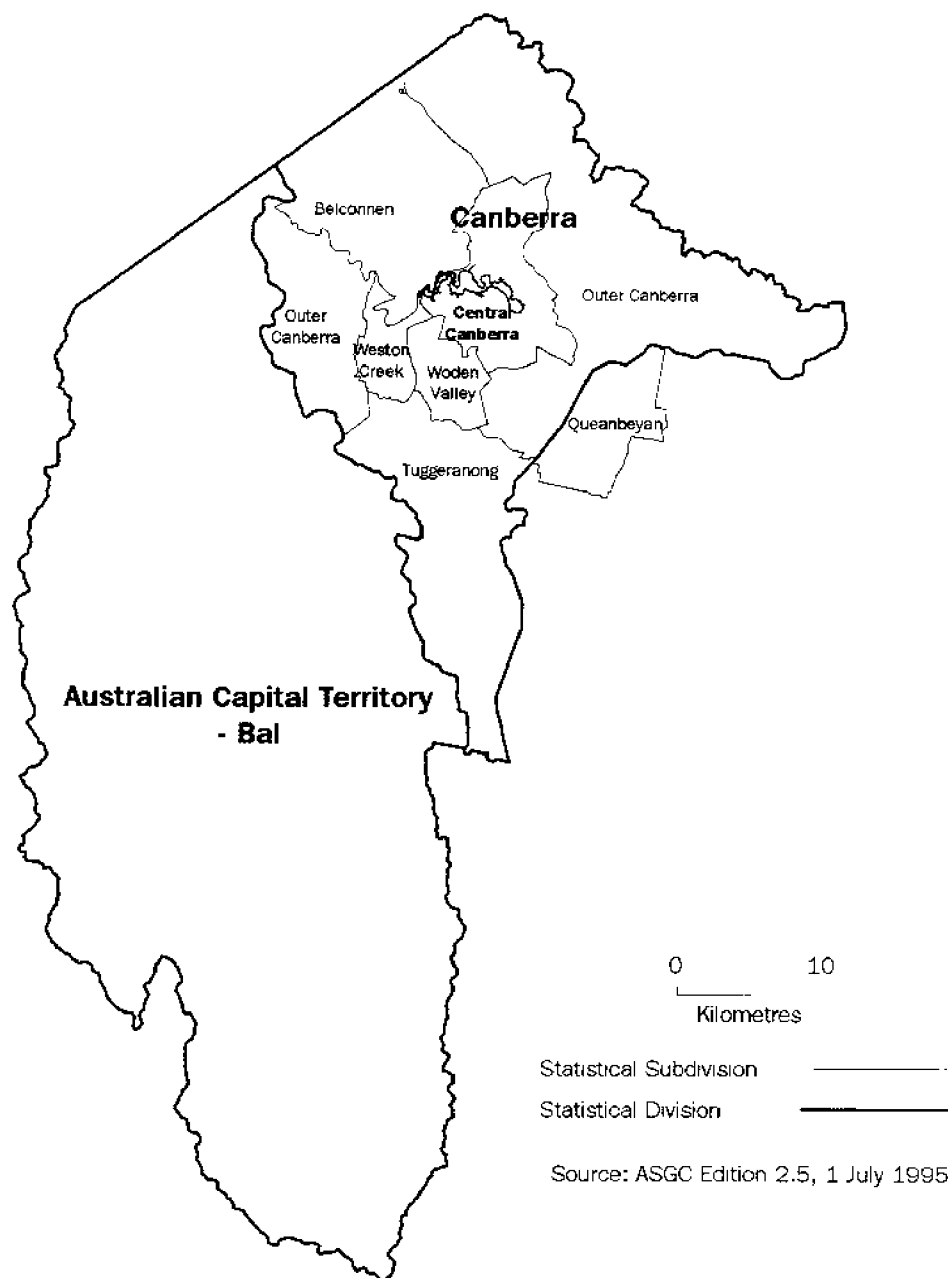 Belconnen
Canberra
Outer Canberra
Outer
Canberra
Central
Canberra
Weston
Creek
Woden
Valley
Queanbeyan
Tuggeranong
Australian Capital Territory
- Bal
0 10
Kilometres
Statistical Subdivision
Statistical Division
Source: ASGC Edition 2.5, 1 July 1995